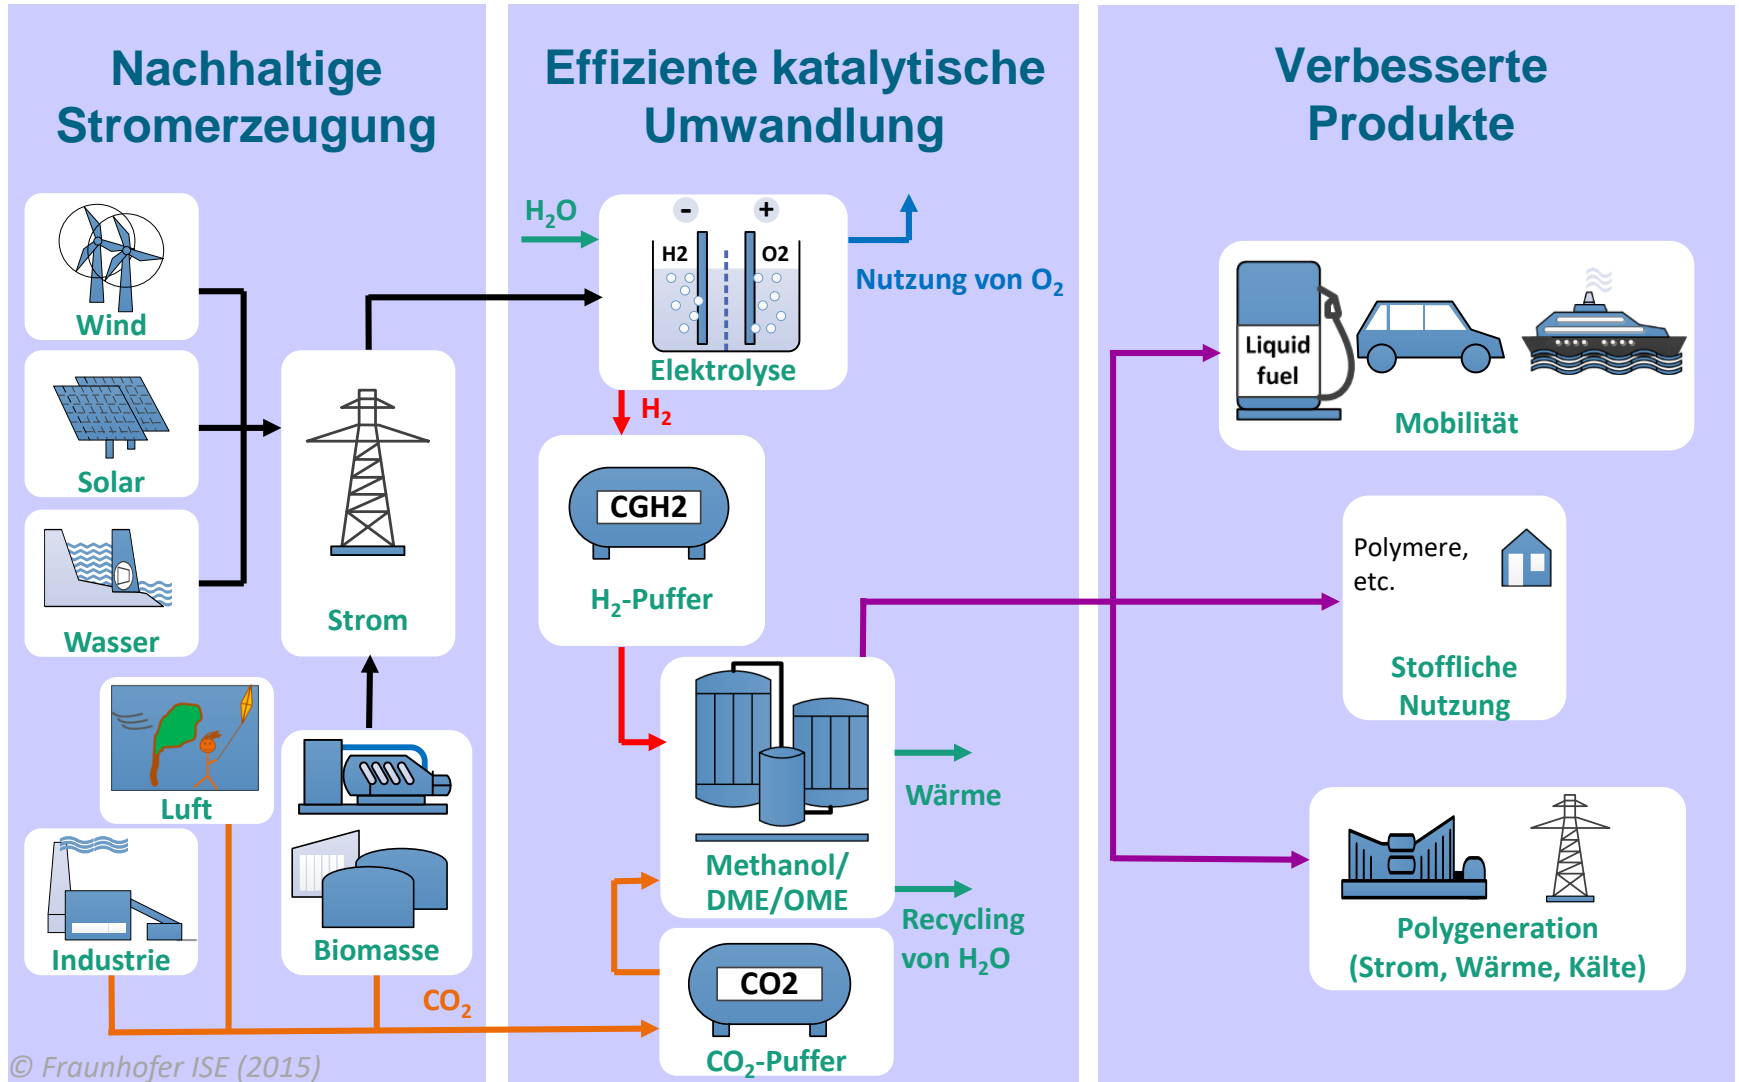 Nachhaltige
Stromerzeugung
Wind
Solar
Wasser
Strom
Luft
Industrie
Biomasse
CO₂
© Fraunhofer ISE (2015)
Effiziente katalytische
Umwandlung
H₂O
- +
H2 O2
Elektrolyse
Nutzung von O₂
H₂
CGH2
H₂-Puffer
Methanol/
DME/OME
Wärme
Recycling
von H₂O
CO2
CO₂-Puffer
Verbesserte
Produkte
Liquid
fuel
Mobilität
Polymere,
etc.
Stoffliche
Nutzung
Polygeneration
(Strom, Wärme, Kälte)